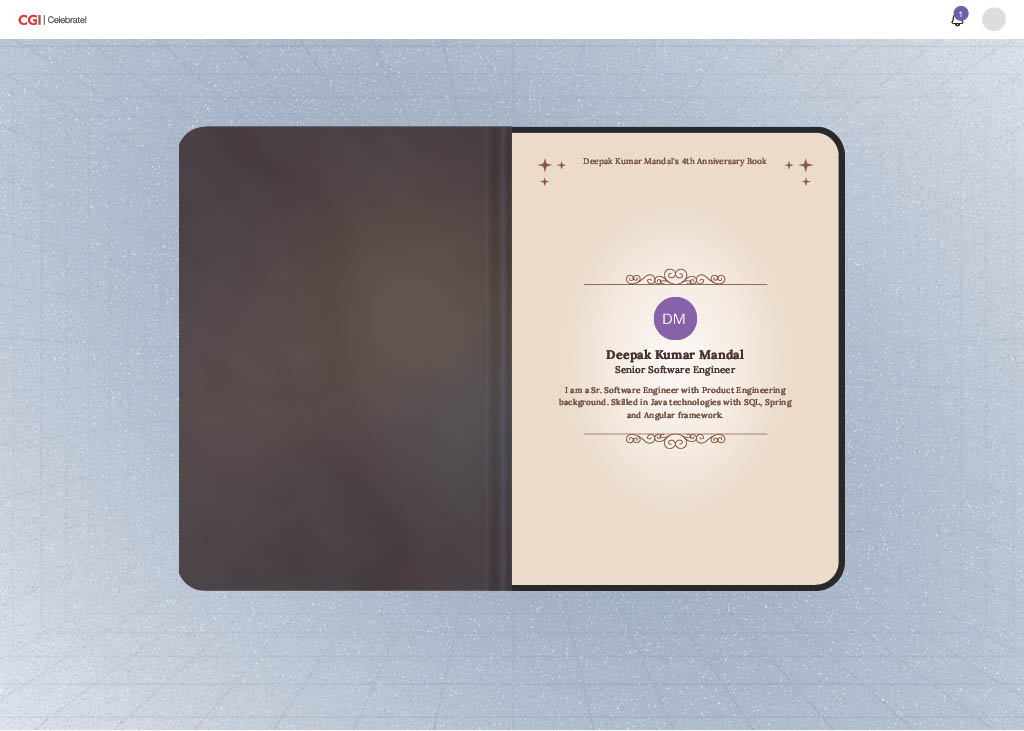 CGI | Celebrate!
1
Deepak Kumar Mandal's 4th Anniversary Book
DM
Deepak Kumar Mandal
Senior Software Engineer
I am a Sr. Software Engineer with Product Engineering
background. Skilled in Java technologies with SQL, Spring
and Angular framework.